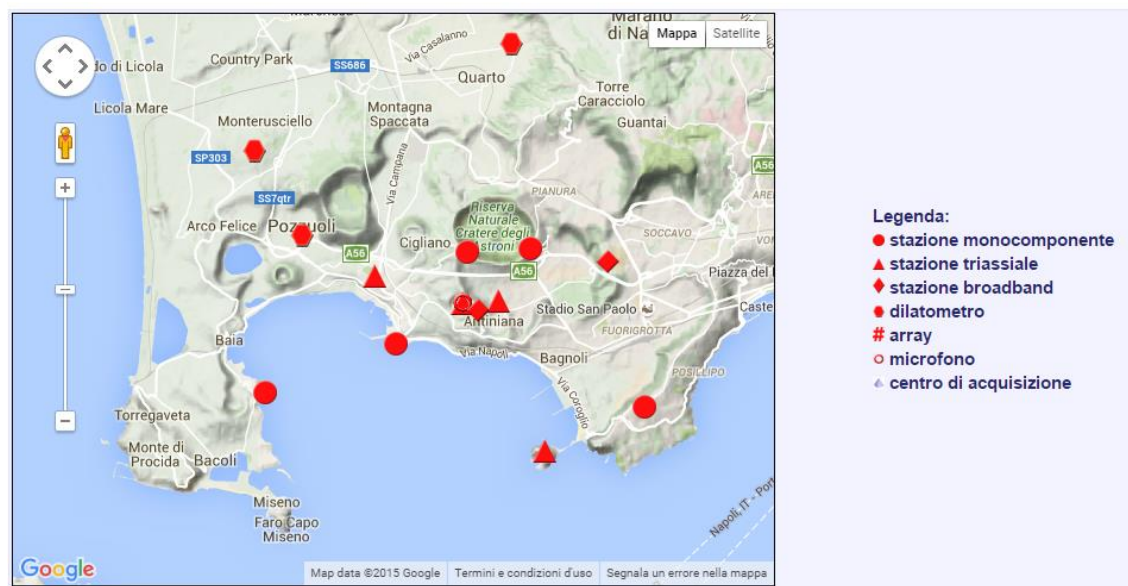 Marano
di Na
Mappa
Satellite
Via Casalanno
do di Licola
Country Park
SS686
Quarto
Torre
Caracciolo
Licola Mare
Montagna
Spaccata
Guantai
Monterusciello
SP303
A56
Via Campana
PIANURA
SS7qtr
Riserva
Naturale
Cratere degli
Astroni
Arco Felice
Pozzuoli
Cigliano
SOCCAVO
A56
A56
Piazza del
Stadio San Paolo
Antiniana
FUORIGROTTA
Baia
Via Napoli
Bagnoli
POSILLIPO
Via Coroglio
Torregaveta
Monte di
Procida
Bacoli
Miseno
Faro Capo
Miseno
Napoli, IT - Port
Google
Map data ©2015 Google
Termini e condizioni d'uso
Segnala un errore nella mappa
Legenda:
stazione monocomponente
stazione triassiale
stazione broadband
dilatometro
# array
microfono
centro di acquisizione